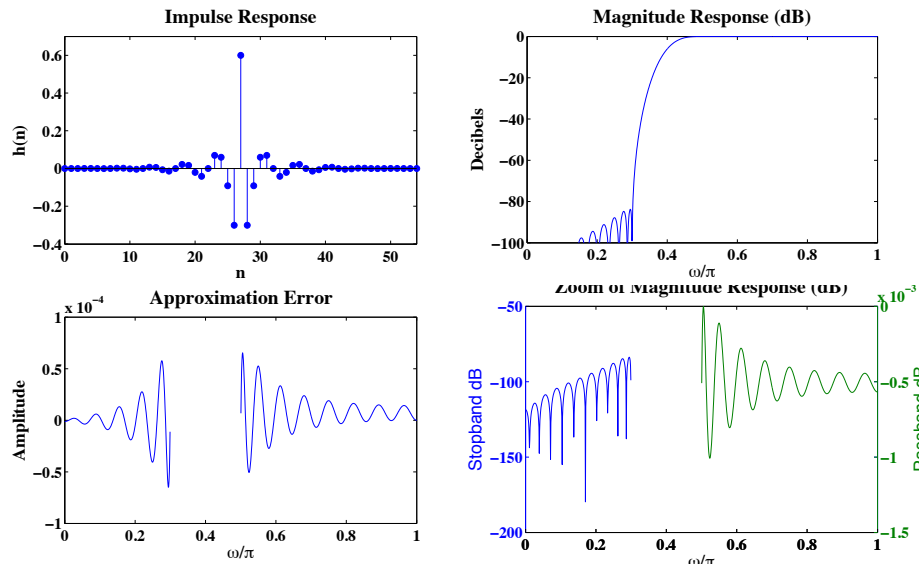 Impulse Response
0.6
0.4
0.2
0
−0.2
−0.4
h(n)
0 10 20 30 40 50
n
Magnitude Response (dB)
0
−20
−40
−60
−80
−100
Decibels
0 0.2 0.4 0.6 0.8 1
ω/π
Approximation Error
x 10−4
1
0.5
0
−0.5
−1
Amplitude
0 0.2 0.4 0.6 0.8 1
ω/π
Zoom of Magnitude Response (dB)
x 10−3
−50
−100
−150
−200
Stopband dB
0
−0.5
−1
−1.5
Passband dB
0 0.2 0.4 0.6 0.8 1
ω/π